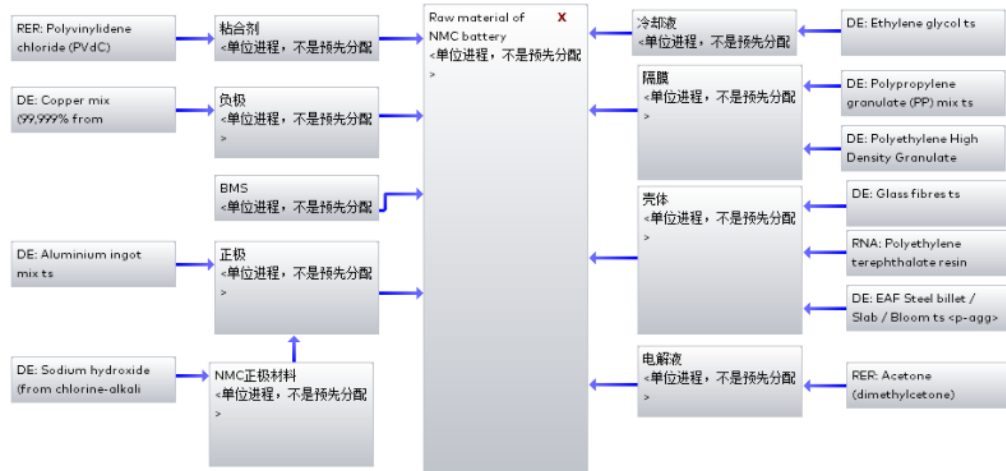 RER: Polyvinylidene
chloride (PVdC)
粘合剂
<单位进程，不是预先分配
DE: Copper mix
(99,999% from
负极
<单位进程，不是预先分配
>
BMS
<单位进程，不是预先分配
DE: Aluminium ingot
mix ts
正极
<单位进程，不是预先分配
>
DE: Sodium hydroxide
(from chlorine-alkali
NMC正极材料
<单位进程，不是预先分配
>
Raw material of X
NMC battery
<单位进程，不是预先分配
>
冷却液
<单位进程，不是预先分配
DE: Ethylene glycol ts
隔膜
<单位进程，不是预先分配
>
DE: Polypropylene
granulate (PP) mix ts
DE: Polyethylene High
Density Granulate
壳体
<单位进程，不是预先分配
>
DE: Glass fibres ts
RNA: Polyethylene
terephthalate resin
DE: EAF Steel billet /
Slab / Bloom ts <p-agg>
电解液
<单位进程，不是预先分配
>
RER: Acetone
(dimethylcetone)